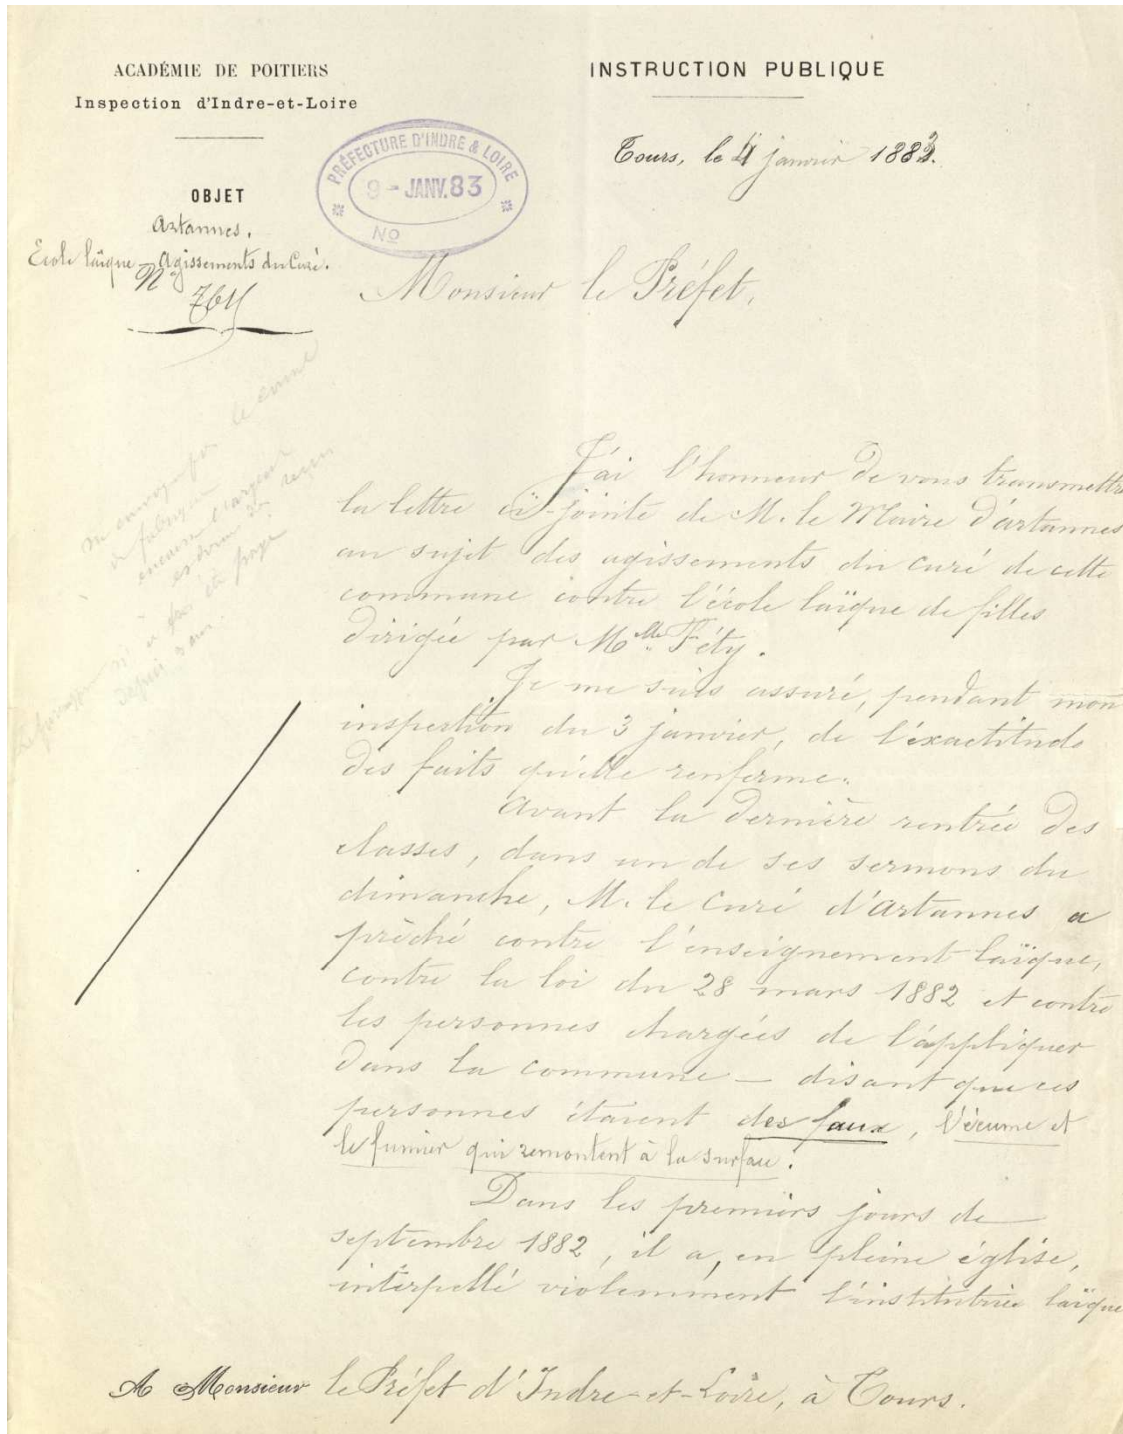 ACADÉMIE DE POITIERS
Inspection d'Indre-et-Loire
INSTRUCTION PUBLIQUE
Tours, le 4 janvier 1883.
PRÉFECTURE D'INDRE & LOIRE
9 - JANV. 83
No
OBJET
Artannes.
Ecole laïque - Agissements du Curé.
N
Monsieur le Préfet,
J'ai l'honneur de vous transmettre
la lettre ci-jointe de M. le Maire d'Artannes
au sujet des agissements du curé de cette
commune contre l'école laïque de filles
dirigée par Mlle Féty.
Je me suis assuré, pendant mon
inspection du 3 janvier, de l'éxactitude
des faits qu'elle renferme.
Avant la dernière rentrée des
classes, dans un de ses sermons du
dimanche, M. le Curé d'Artannes a
prêché contre l'enseignement laïque,
contre la loi du 28 mars 1882 et contre
les personnes chargées de l'appliquer
dans la commune — disant que ces
personnes étaient des faux, l'écume et
le fumier qui remontent à la surface.
Dans les premiers jours de
septembre 1882, il a, en pleine église,
interpellé violemment l'institutrice laïque
A Monsieur le Préfet d'Indre-et-Loire, à Tours.